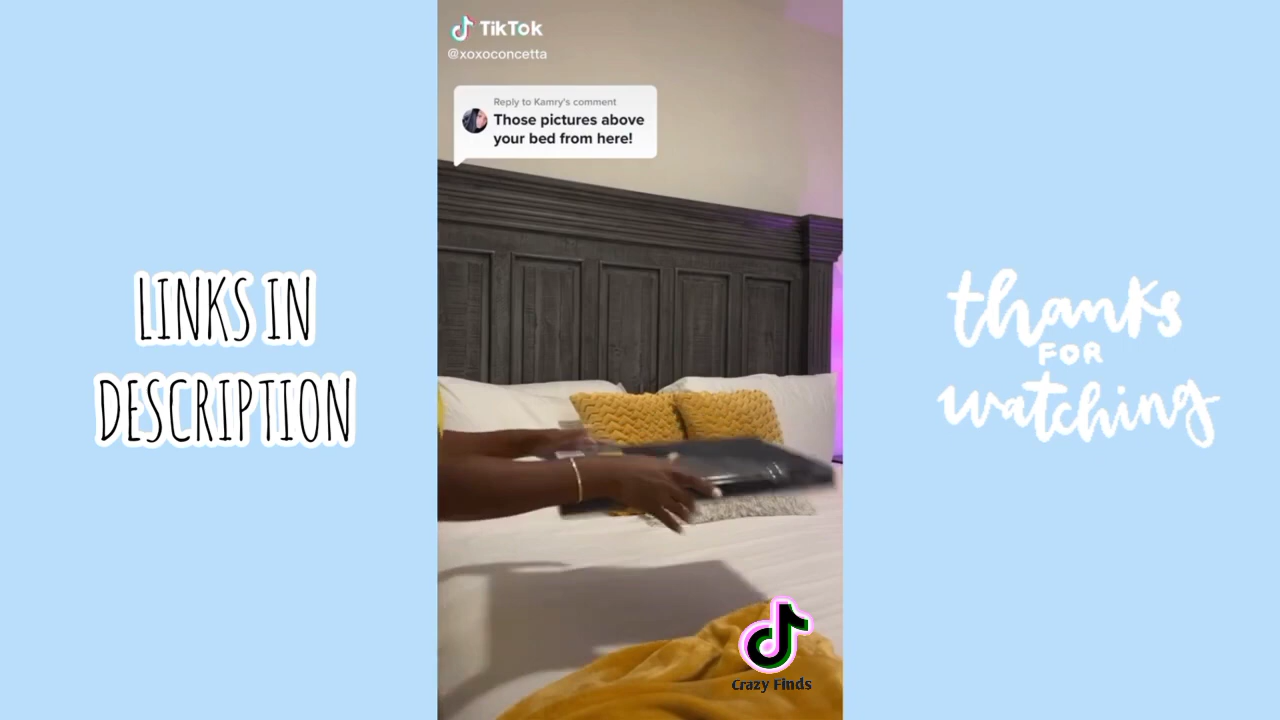 TikTok
@xoxoconcetta
Reply to Kamry's comment
Those pictures above
your bed from here!
LINKS IN
DESCRIPTION
thanks
FOR
watching
Crazy Finds